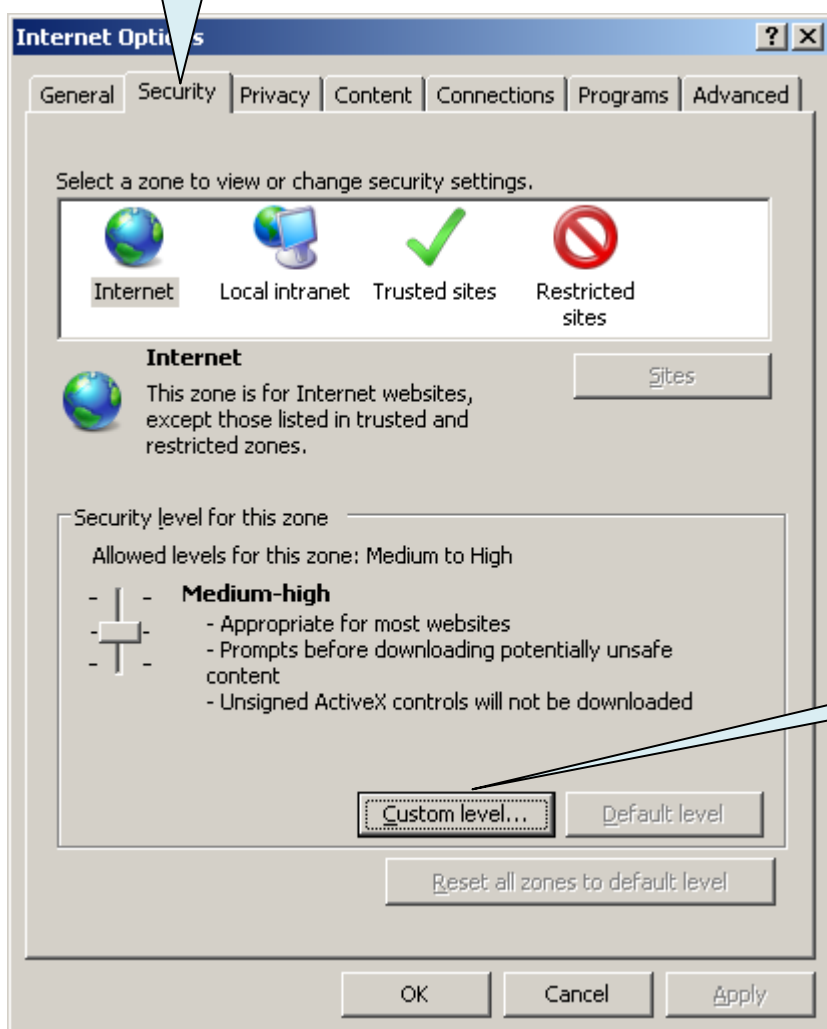 Internet Options
? X
General Security Privacy Content Connections Programs Advanced
Select a zone to view or change security settings.
Internet Local intranet Trusted sites Restricted sites
Internet
Sites
This zone is for Internet websites,
except those listed in trusted and
restricted zones.
Security level for this zone
Allowed levels for this zone: Medium to High
Medium-high
- Appropriate for most websites
- Prompts before downloading potentially unsafe
content
- Unsigned ActiveX controls will not be downloaded
Custom level... Default level
Reset all zones to default level
OK Cancel Apply